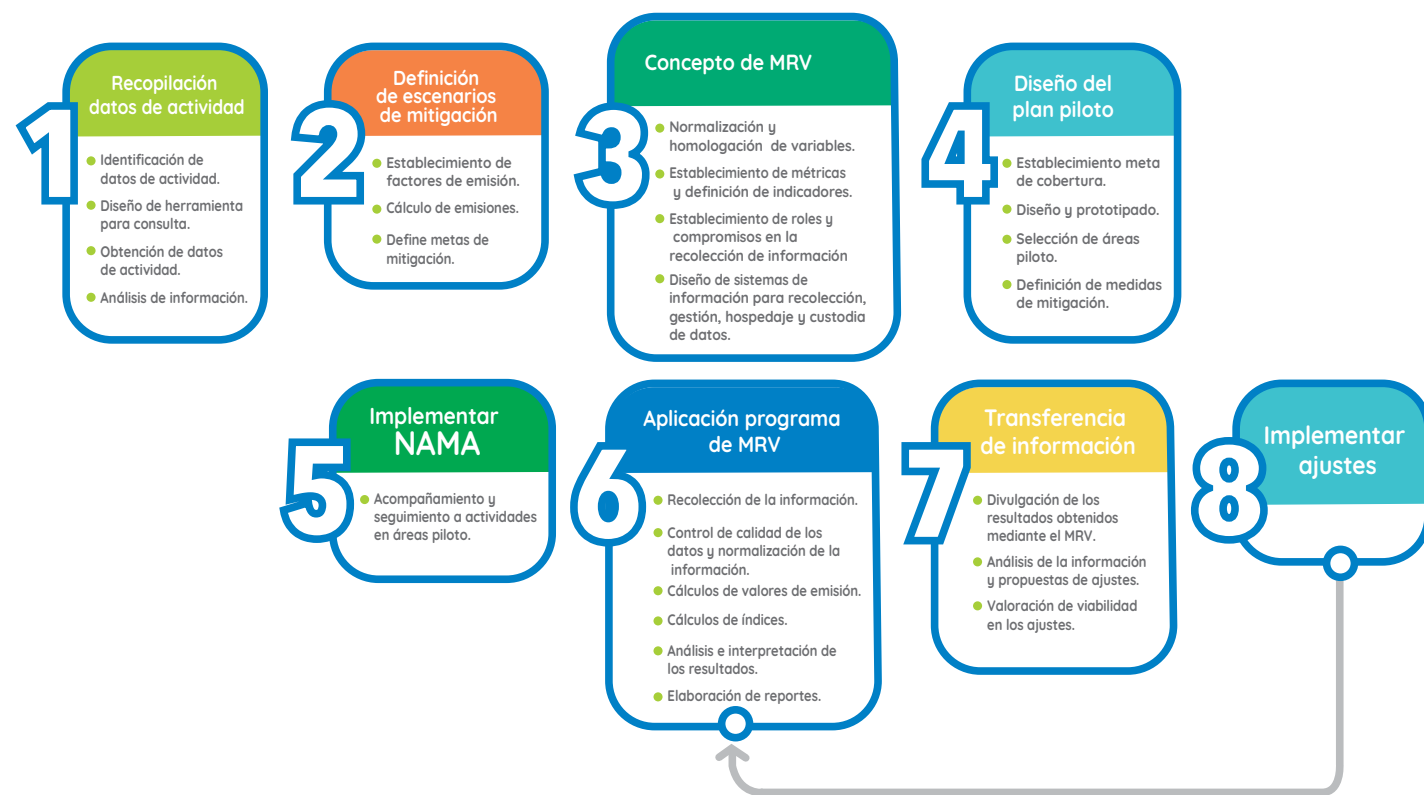 1
Recopilación
datos de actividad
Identificación de
datos de actividad.
Diseño de herramienta
para consulta.
Obtención de datos
de actividad.
Análisis de información.
2
Definición
de escenarios
de mitigación
Establecimiento de
factores de emisión.
Cálculo de emisiones.
Define metas de
mitigación.
3
Concepto de MRV
Normalización y
homologación de variables.
Establecimiento de métricas
y definición de indicadores.
Establecimiento de roles y
compromisos en la
recolección de información
Diseño de sistemas de
información para recolección,
gestión, hospedaje y custodia
de datos.
4
Diseño del
plan piloto
Establecimiento meta
de cobertura.
Diseño y prototipado.
Selección de áreas
piloto.
Definición de medidas
de mitigación.
5
Implementar
NAMA
Acompañamiento y
seguimiento a actividades
en áreas piloto.
6
Aplicación programa
de MRV
Recolección de la información.
Control de calidad de los
datos y normalización de la
información.
Cálculos de valores de emisión.
Cálculos de índices.
Análisis e interpretación de
los resultados.
Elaboración de reportes.
7
Transferencia
de información
Divulgación de los
resultados obtenidos
mediante el MRV.
Análisis de la información
y propuestas de ajustes.
Valoración de viabilidad
en los ajustes.
8
Implementar
ajustes